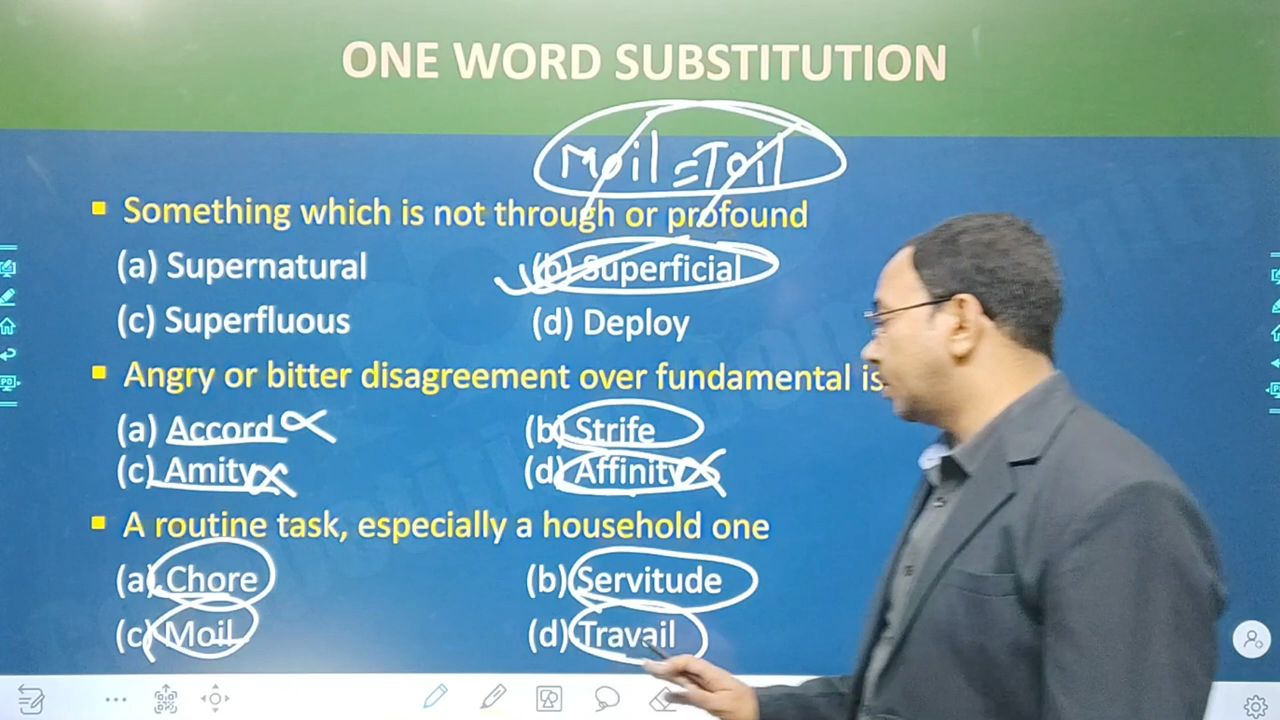 ONE WORD SUBSTITUTION
Moil = Toil
Something which is not through or profound
(a) Supernatural (b) Superficial
(c) Superfluous (d) Deploy
Angry or bitter disagreement over fundamental is
(a) Accord (b) Strife
(c) Amity (d) Affinity
A routine task, especially a household one
(a) Chore (b) Servitude
(c) Moil (d) Travail